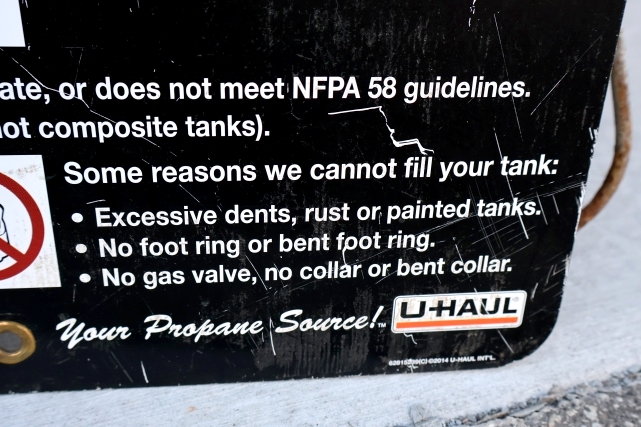 ate, or does not meet NFPA 58 guidelines.
not composite tanks).
Some reasons we cannot fill your tank:
• Excessive dents, rust or painted tanks.
• No foot ring or bent foot ring.
• No gas valve, no collar or bent collar.
Your Propane Source!™
U-HAUL®
©2014 U-HAUL INT'L.